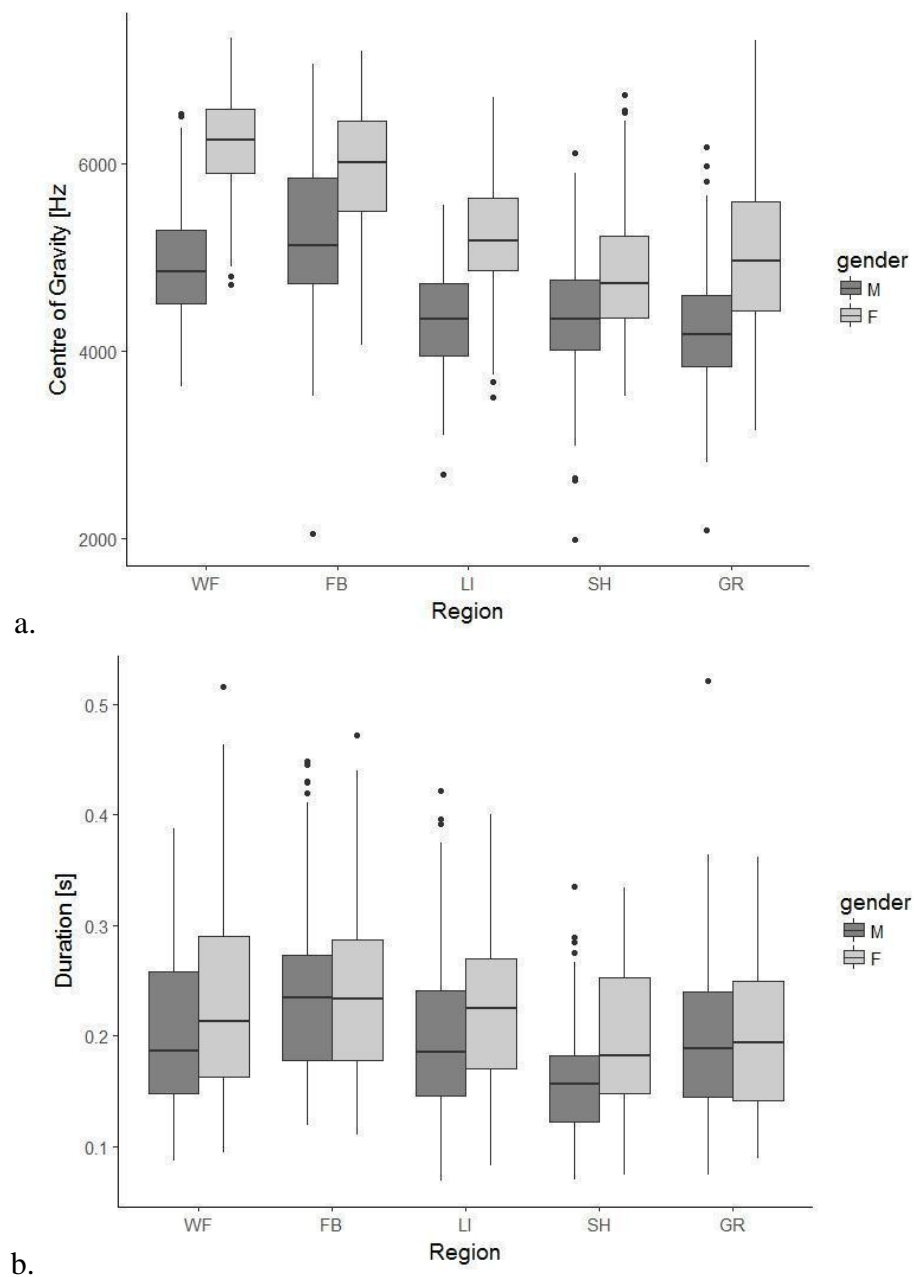 Centre of Gravity [Hz
6000
4000
2000
WF FB LI SH GR
Region
gender
M
F
a.
Duration [s]
0.5
0.4
0.3
0.2
0.1
WF FB LI SH GR
Region
gender
M
F
b.